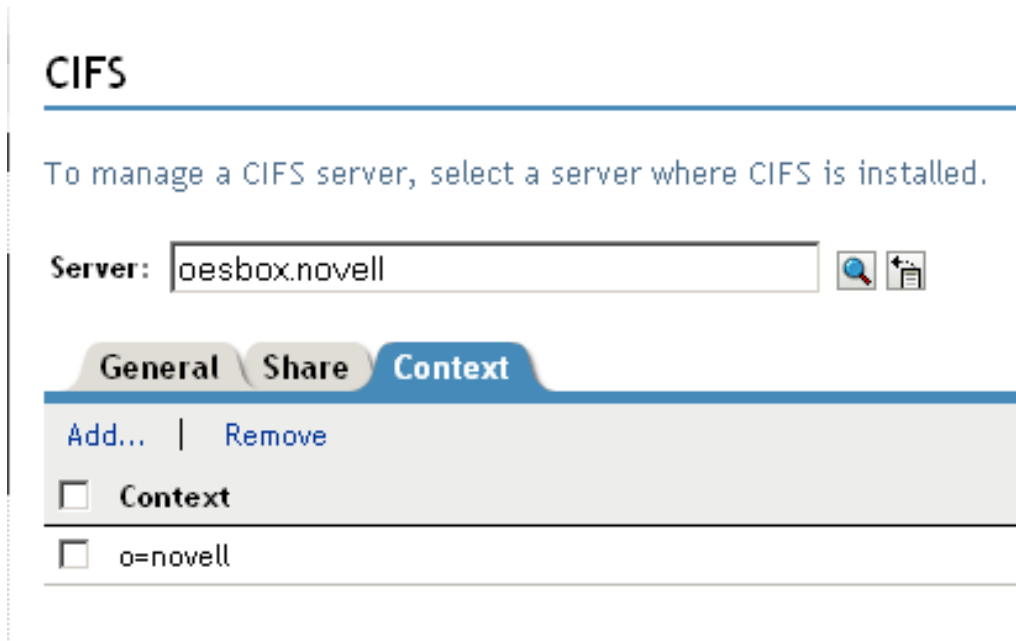 CIFS
To manage a CIFS server, select a server where CIFS is installed.
Server: oesbox.novell
General Share Context
Add... | Remove
Context
o=novell